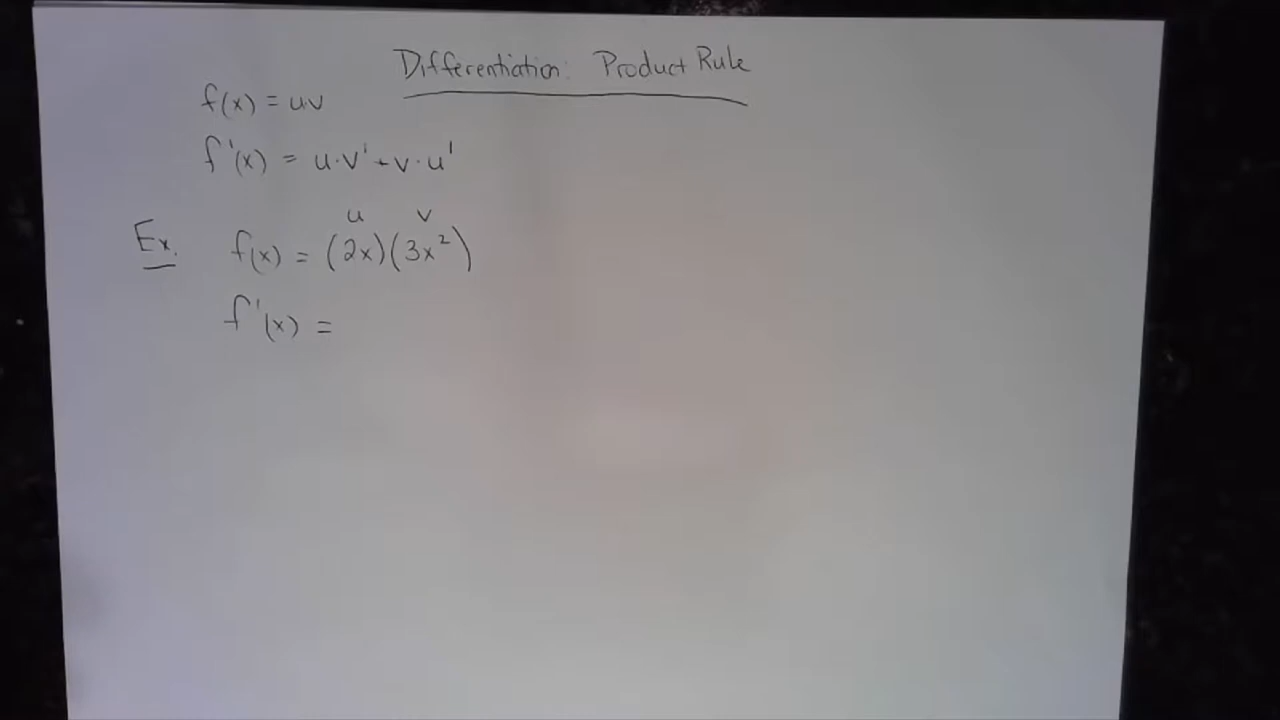 Differentiation: Product Rule
f(x) = u·v
f'(x) = u·v' + v·u'
u v
Ex. f(x) = (2x)(3x²)
f'(x) =